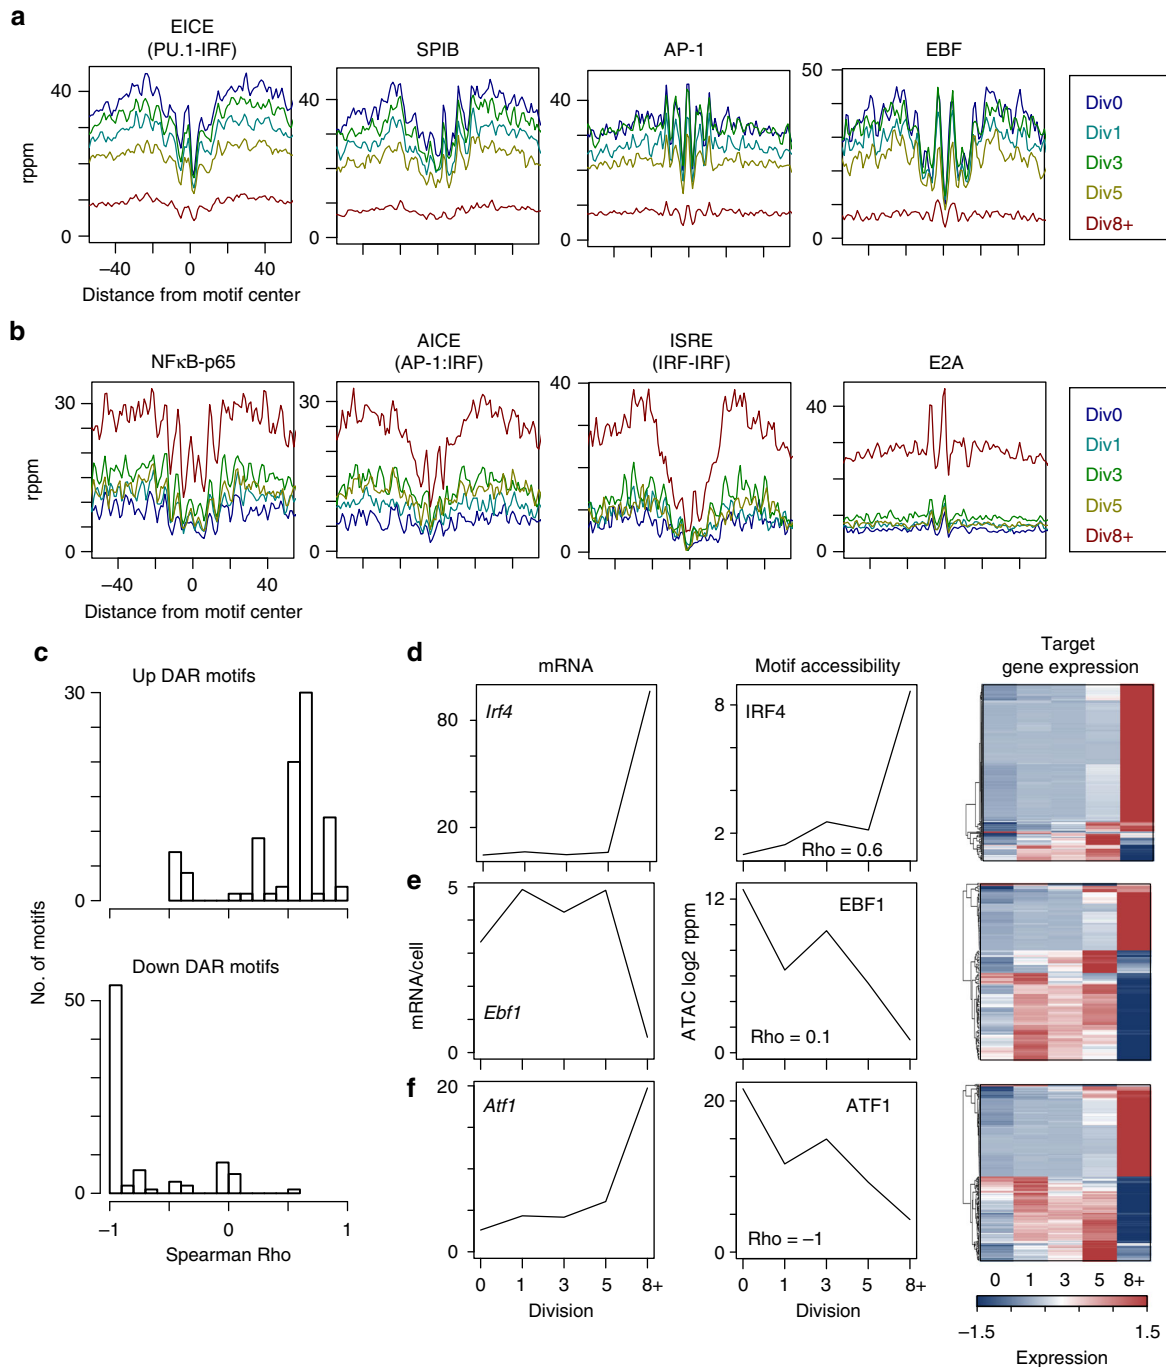 a
EICE
(PU.1-IRF)
SPIB
AP-1
EBF
rppm
40
0
40
0
40
0
50
0
−40
0
40
Distance from motif center
Div0
Div1
Div3
Div5
Div8+
b
NFκB-p65
AICE
(AP-1:IRF)
ISRE
(IRF-IRF)
E2A
rppm
30
0
30
0
40
0
40
0
−40
0
40
Distance from motif center
Div0
Div1
Div3
Div5
Div8+
c
Up DAR motifs
30
0
No. of motifs
Down DAR motifs
50
0
−1
0
1
Spearman Rho
d
mRNA
Motif accessibility
Target
gene expression
Irf4
80
20
IRF4
8
2
Rho = 0.6
e
5
0
mRNA/cell
Ebf1
12
0
ATAC log2 rppm
EBF1
Rho = 0.1
f
20
0
Atf1
20
0
ATF1
Rho = −1
0
1
3
5
8+
Division
0
1
3
5
8+
Division
0
1
3
5
8+
−1.5
1.5
Expression